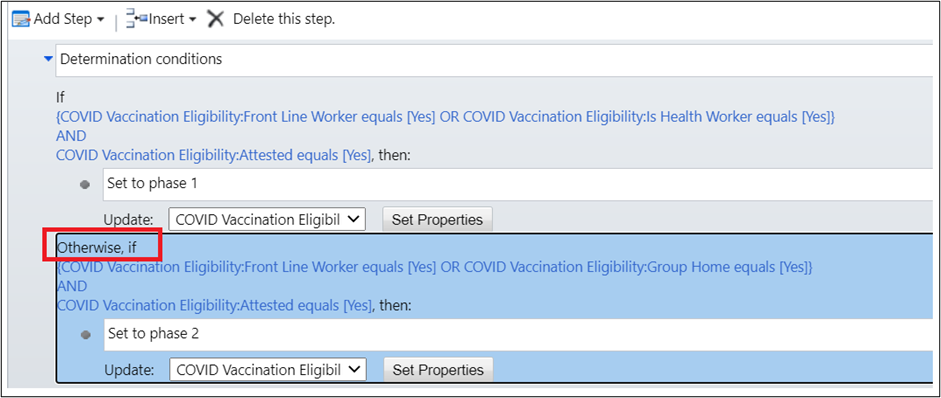 Add Step Insert Delete this step.
Determination conditions
If
{COVID Vaccination Eligibility:Front Line Worker equals [Yes] OR COVID Vaccination Eligibility:Is Health Worker equals [Yes]}
AND
COVID Vaccination Eligibility:Attested equals [Yes], then:
Set to phase 1
Update: COVID Vaccination Eligibil Set Properties
Otherwise, if
{COVID Vaccination Eligibility:Front Line Worker equals [Yes] OR COVID Vaccination Eligibility:Group Home equals [Yes]}
AND
COVID Vaccination Eligibility:Attested equals [Yes], then:
Set to phase 2
Update: COVID Vaccination Eligibil Set Properties